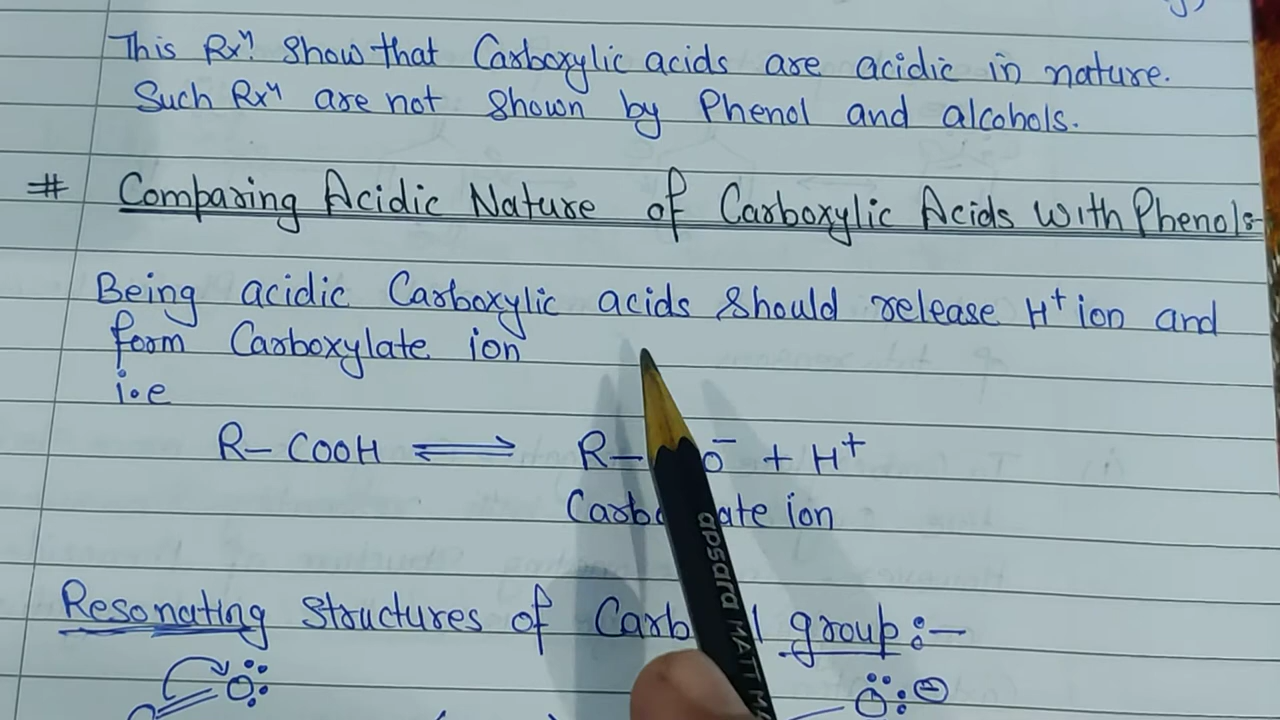 This Rxⁿ. Show that Carboxylic acids are acidic in nature.
Such Rxⁿ are not shown by Phenol and alcohols.
# Comparing Acidic Nature of Carboxylic Acids With Phenols:-
Being acidic Carboxylic acids should release H⁺ ion and
form Carboxylate ion
i.e
R– COOH ⇌ R– O⁻ + H⁺
ion
Resonating Structures of group :–
:Ö: :Ö:⊖
apsara MATT